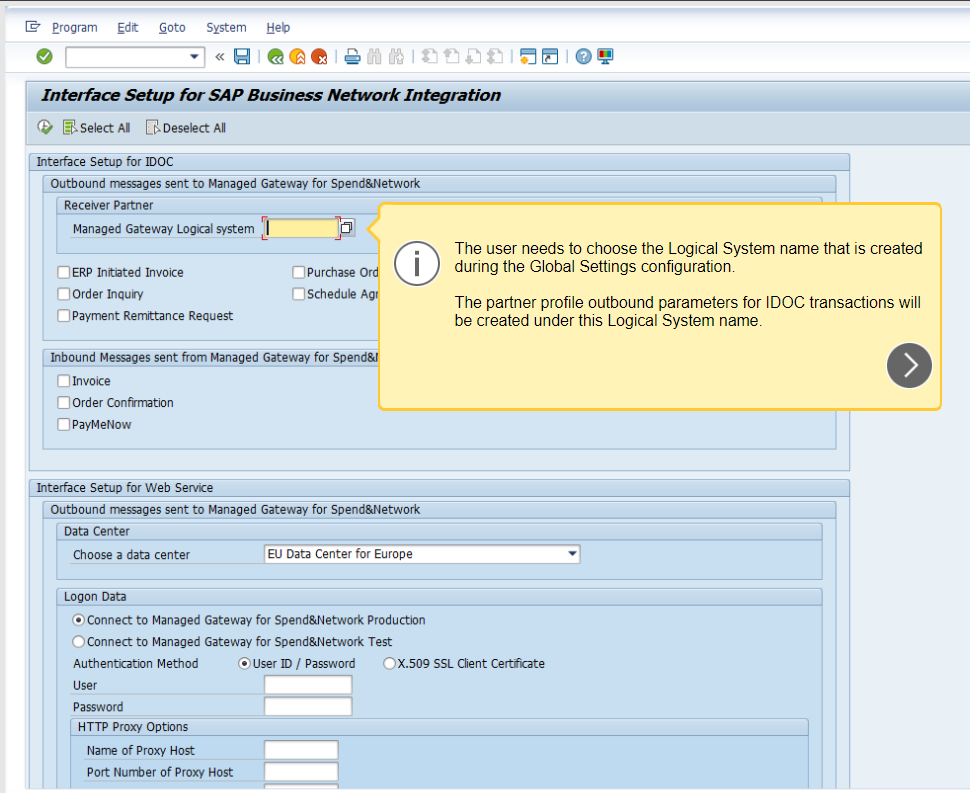 Program Edit Goto System Help
Interface Setup for SAP Business Network Integration
Select All Deselect All
Interface Setup for IDOC
Outbound messages sent to Managed Gateway for Spend&Network
Receiver Partner
Managed Gateway Logical system
The user needs to choose the Logical System name that is created
during the Global Settings configuration.
The partner profile outbound parameters for IDOC transactions will
be created under this Logical System name.
ERP Initiated Invoice Purchase Ord
Order Inquiry Schedule Agr
Payment Remittance Request
Inbound Messages sent from Managed Gateway for Spend&
Invoice
Order Confirmation
PayMeNow
Interface Setup for Web Service
Outbound messages sent to Managed Gateway for Spend&Network
Data Center
Choose a data center EU Data Center for Europe
Logon Data
Connect to Managed Gateway for Spend&Network Production
Connect to Managed Gateway for Spend&Network Test
Authentication Method User ID / Password X.509 SSL Client Certificate
User
Password
HTTP Proxy Options
Name of Proxy Host
Port Number of Proxy Host